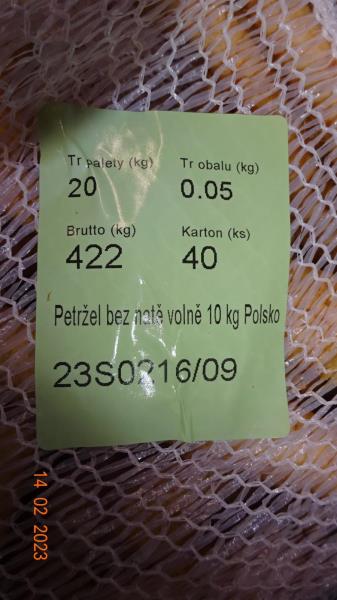 Tr palety (kg) Tr obalu (kg)
20 0.05
Brutto (kg) Karton (ks)
422 40
Petržel bez natě volně 10 kg Polsko
23S0216/09
14 02 2023